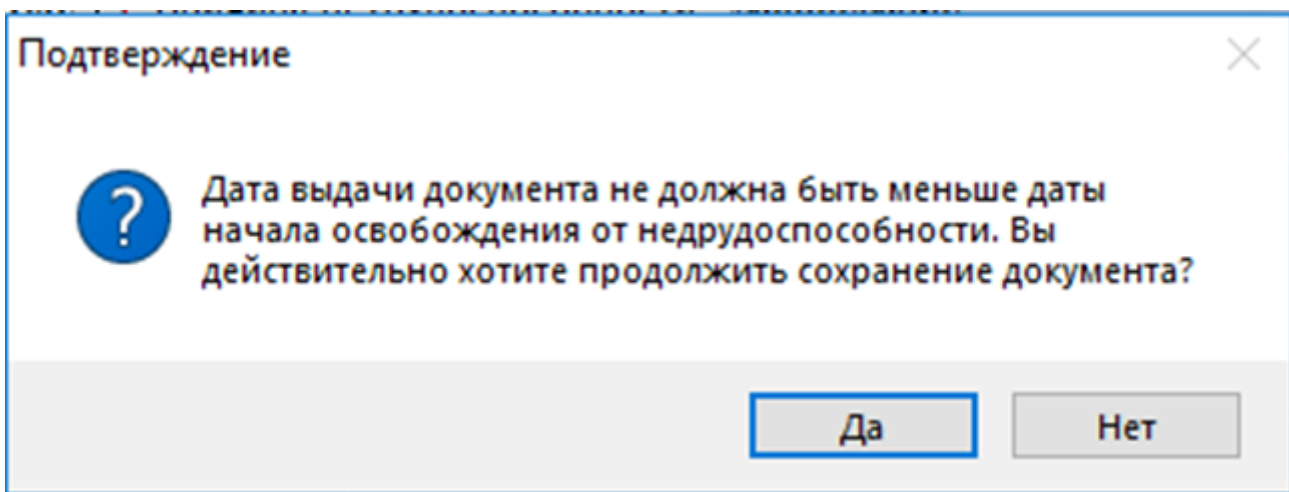 Подтверждение
Дата выдачи документа не должна быть меньше даты
начала освобождения от недрудоспособности. Вы
действительно хотите продолжить сохранение документа?
Да
Нет